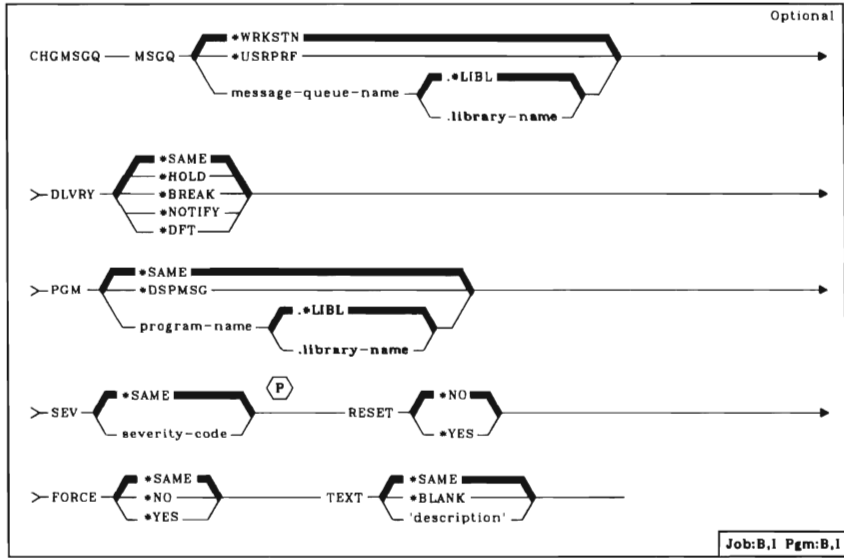 Optional
*WRKSTN
CHGMSGQ MSGQ *USRPRF
.*LIBL
message-queue-name
.library-name
*SAME
*HOLD
DLVRY *BREAK
*NOTIFY
*DFT
*SAME
PGM *DSPMSG
.*LIBL
program-name
.library-name
P
*SAME *NO
SEV RESET
severity-code *YES
*SAME *SAME
FORCE *NO TEXT *BLANK
*YES 'description'
Job:B,I Pgm:B,I